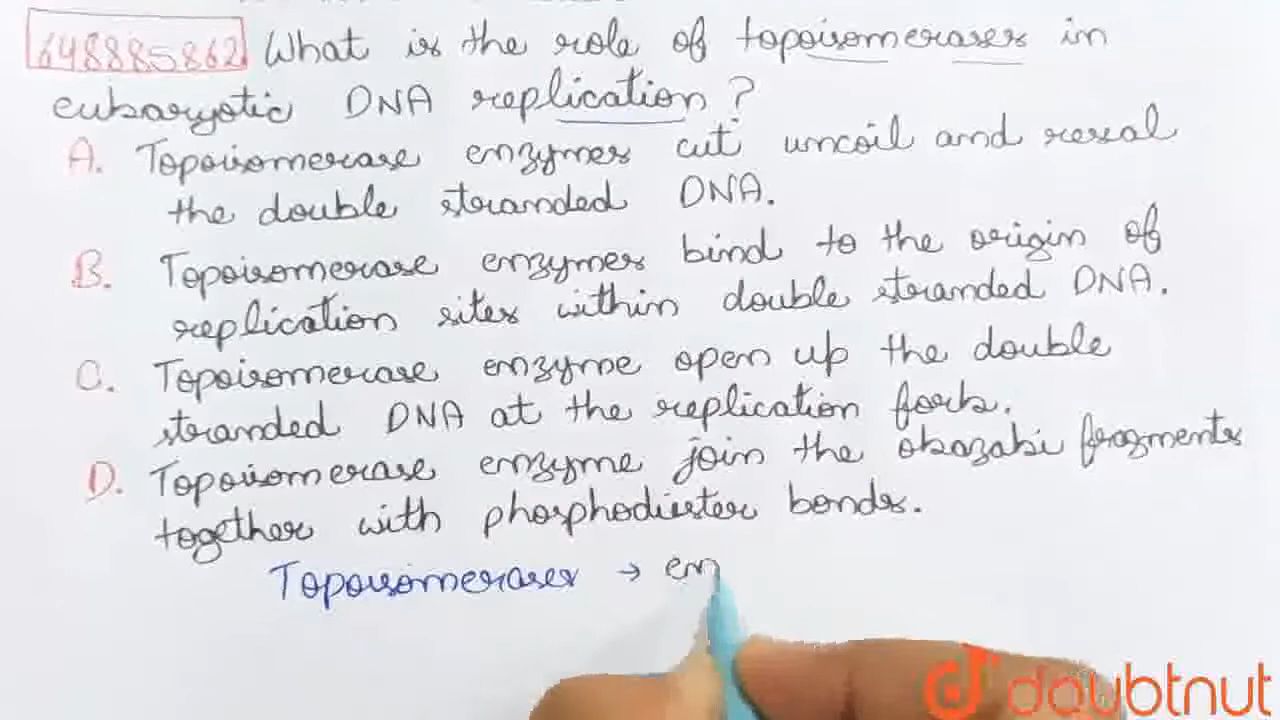 648885862 What is the role of topoisomerases in
eukaryotic DNA replication?
A. Topoisomerase enzymes cut uncoil and reseal
the double stranded DNA.
B. Topoisomerase enzymes bind to the origin of
replication sites within double stranded DNA.
C. Topoisomerase enzyme open up the double
stranded DNA at the replication fork.
D. Topoisomerase enzyme join the okazaki fragments
together with phosphodiester bonds.
Topoisomerases → en
doubtnut